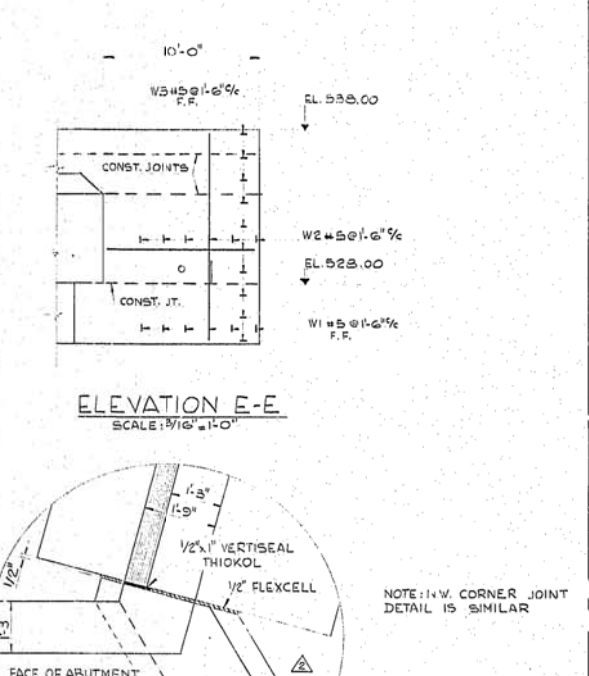 10'-0"
W3 #5 @ 1'-6" c/c
F.F.
EL. 538.00
CONST. JOINTS
W2 #5 @ 1'-6" c/c
EL. 528.00
CONST. JT.
W1 #5 @ 1'-6" c/c
F.F.
ELEVATION E-E
SCALE: 3/16" = 1'-0"
1'-3"
1'-9"
1/2" x 1" VERTISEAL
THIOKOL
1/2" FLEXCELL
1/2"
NOTE: N.W. CORNER JOINT
DETAIL IS SIMILAR
2
FACE OF ABUTMENT